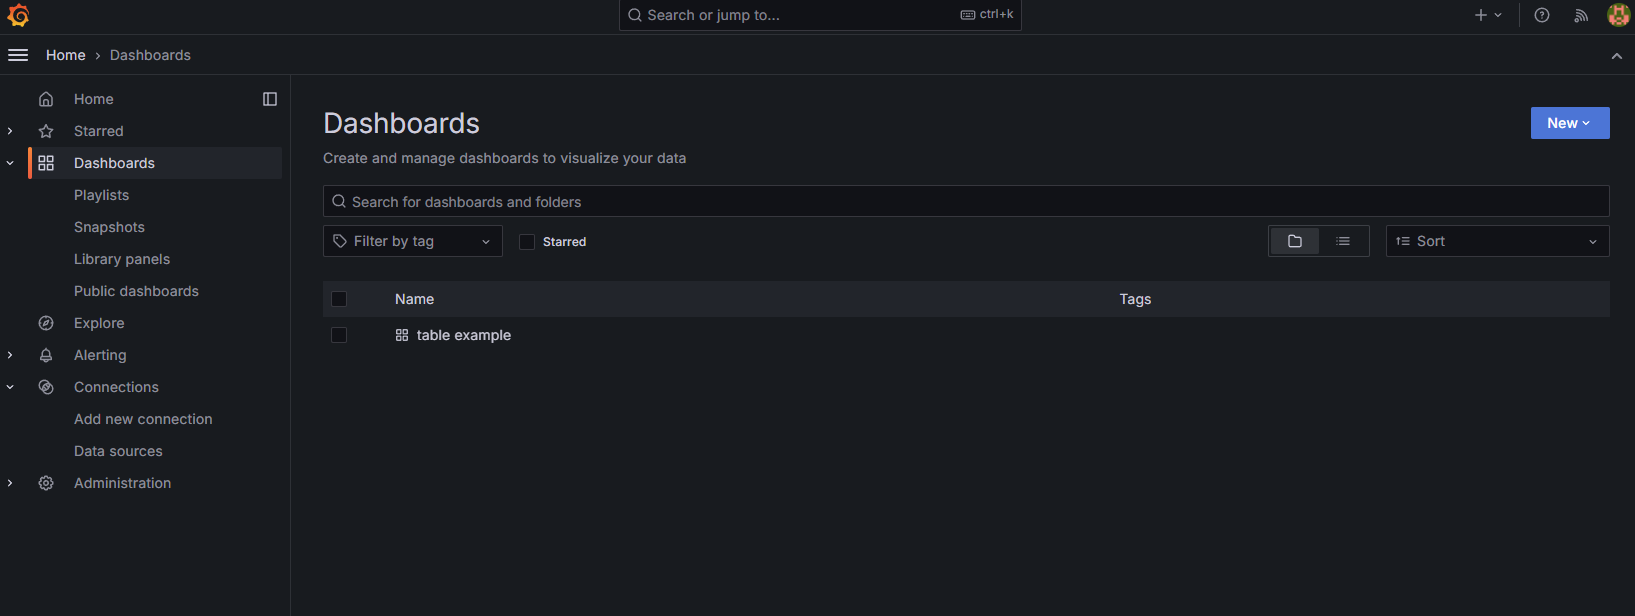 Search or jump to...
ctrl+k
Home
Dashboards
Home
Starred
Dashboards
Playlists
Snapshots
Library panels
Public dashboards
Explore
Alerting
Connections
Add new connection
Data sources
Administration
Dashboards
New
Create and manage dashboards to visualize your data
Search for dashboards and folders
Filter by tag
Starred
Sort
Name
Tags
table example